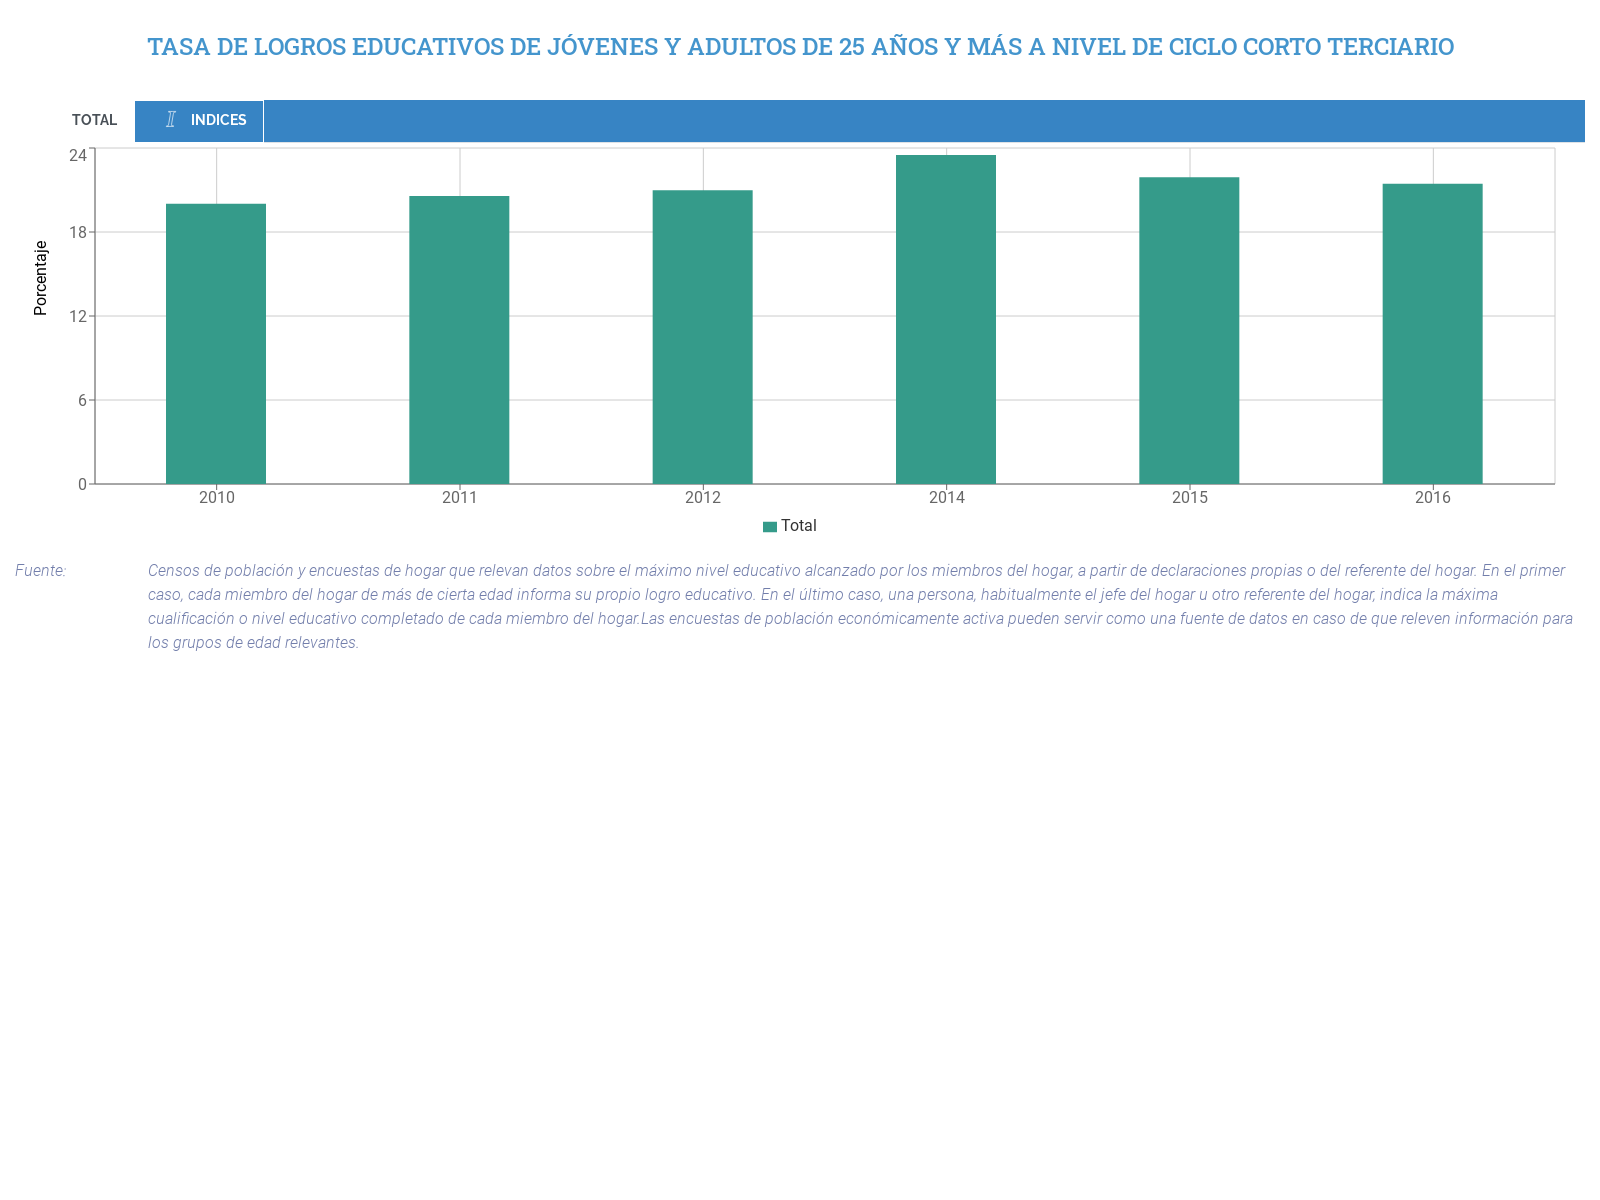 TASA DE LOGROS EDUCATIVOS DE JÓVENES Y ADULTOS DE 25 AÑOS Y MÁS A NIVEL DE CICLO CORTO TERCIARIO
TOTAL
I INDICES
Porcentaje
24
18
12
6
0
2010 2011 2012 2014 2015 2016
Total
Fuente: Censos de población y encuestas de hogar que relevan datos sobre el máximo nivel educativo alcanzado por los miembros del hogar, a partir de declaraciones propias o del referente del hogar. En el primer
caso, cada miembro del hogar de más de cierta edad informa su propio logro educativo. En el último caso, una persona, habitualmente el jefe del hogar u otro referente del hogar, indica la máxima
cualificación o nivel educativo completado de cada miembro del hogar.Las encuestas de población económicamente activa pueden servir como una fuente de datos en caso de que releven información para
los grupos de edad relevantes.